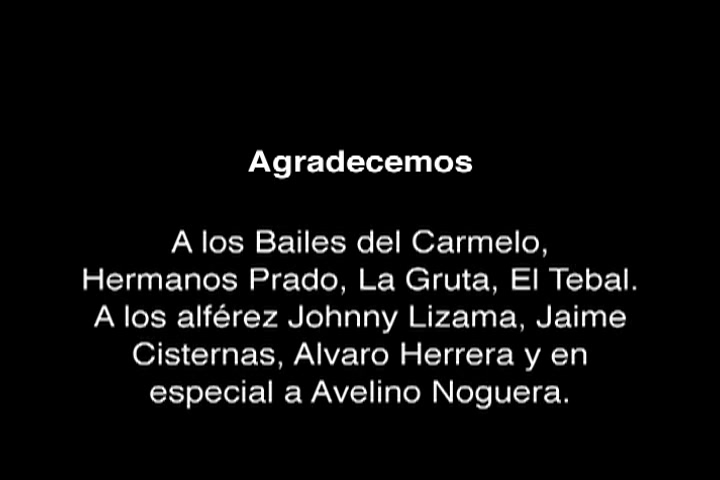 Agradecemos
A los Bailes del Carmelo,
Hermanos Prado, La Gruta, El Tebal.
A los alférez Johnny Lizama, Jaime
Cisternas, Alvaro Herrera y en
especial a Avelino Noguera.